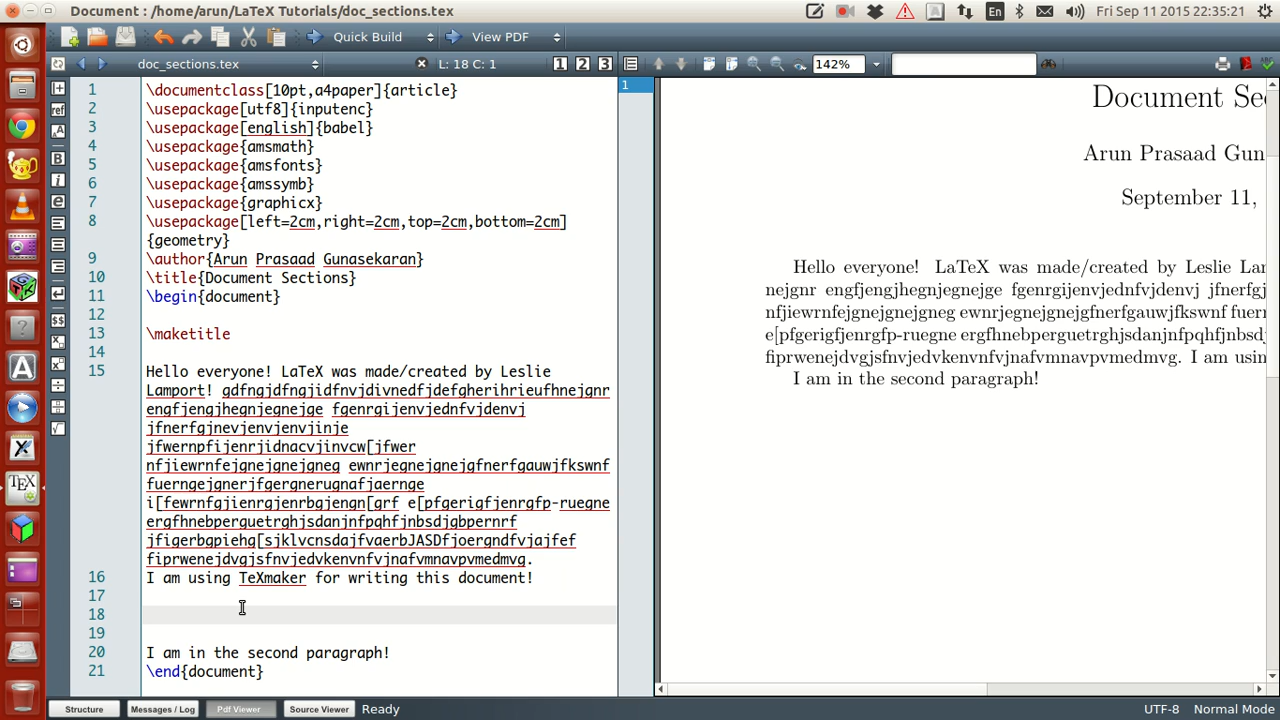 Document : /home/arun/LaTeX Tutorials/doc_sections.tex
En
Fri Sep 11 2015 22:35:21
Quick Build
View PDF
doc_sections.tex
L: 18 C: 1
1 2 3
142%
1 \documentclass[10pt,a4paper]{article}
2 \usepackage[utf8]{inputenc}
3 \usepackage[english]{babel}
4 \usepackage{amsmath}
5 \usepackage{amsfonts}
6 \usepackage{amssymb}
7 \usepackage{graphicx}
8 \usepackage[left=2cm,right=2cm,top=2cm,bottom=2cm]
{geometry}
9 \author{Arun Prasaad Gunasekaran}
10 \title{Document Sections}
11 \begin{document}
12
13 \maketitle
14
15 Hello everyone! LaTeX was made/created by Leslie
Lamport! gdfngjdfngjidfnvjdivnedfjdefgherihrieufhnejgnr
engfjengjhegnjegnejge fgenrgijenvjednfvjdenvj
jfnerfgjnevjenvjenvjinje
jfwernpfijenrjidnacvjinvcw[jfwer
nfjiewrnfejgnejgnejgneg ewnrjegnejgnejgfnerfgauwjfkswnf
fuerngejgnerjfgergnerugnafjaernge
i[fewrnfgjienrgjenrbgjengn[grf e[pfgerigfjenrgfp-ruegne
ergfhnebperguetrghjsdanjnfpqhfjnbsdjgbpernrf
jfigerbgpiehg[sjklvcnsdajfvaerbJASDfjoergndfvjajfef
fiprwenejdvgjsfnvjedvkenvnfvjnafvmnavpvmedmvg.
16 I am using TeXmaker for writing this document!
17
18
19
20 I am in the second paragraph!
21 \end{document}
1
Document Sec
Arun Prasaad Gun
September 11,
Hello everyone! LaTeX was made/created by Leslie Lam
nejgnr engfjengjhegnjegnejge fgenrgijenvjednfvjdenvj jfnerfgj
nfjiewrnfejgnejgnejgneg ewnrjegnejgnejgfnerfgauwjfkswnf fuern
e[pfgerigfjenrgfp-ruegne ergfhnebperguetrghjsdanjnfpqhfjnbsd
fiprwenejdvgjsfnvjedvkenvnfvjnafvmnavpvmedmvg. I am usin
I am in the second paragraph!
Structure
Messages / Log
Pdf Viewer
Source Viewer
Ready
UTF-8
Normal Mode